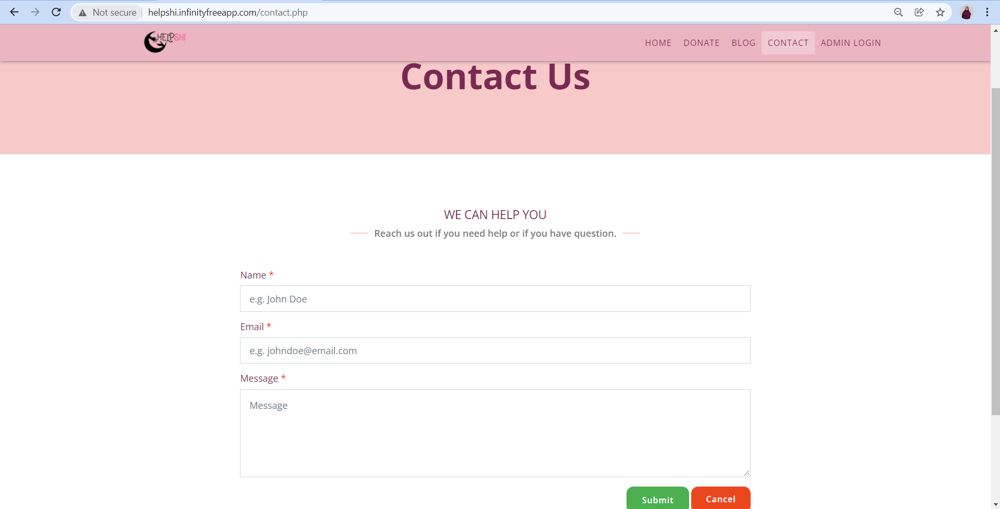 Not secure helpshi.infinityfreeapp.com/contact.php
HELPSHI HOME DONATE BLOG CONTACT ADMIN LOGIN
Contact Us
WE CAN HELP YOU
Reach us out if you need help or if you have question.
Name *
e.g. John Doe
Email *
e.g. johndoe@email.com
Message *
Message
Submit Cancel